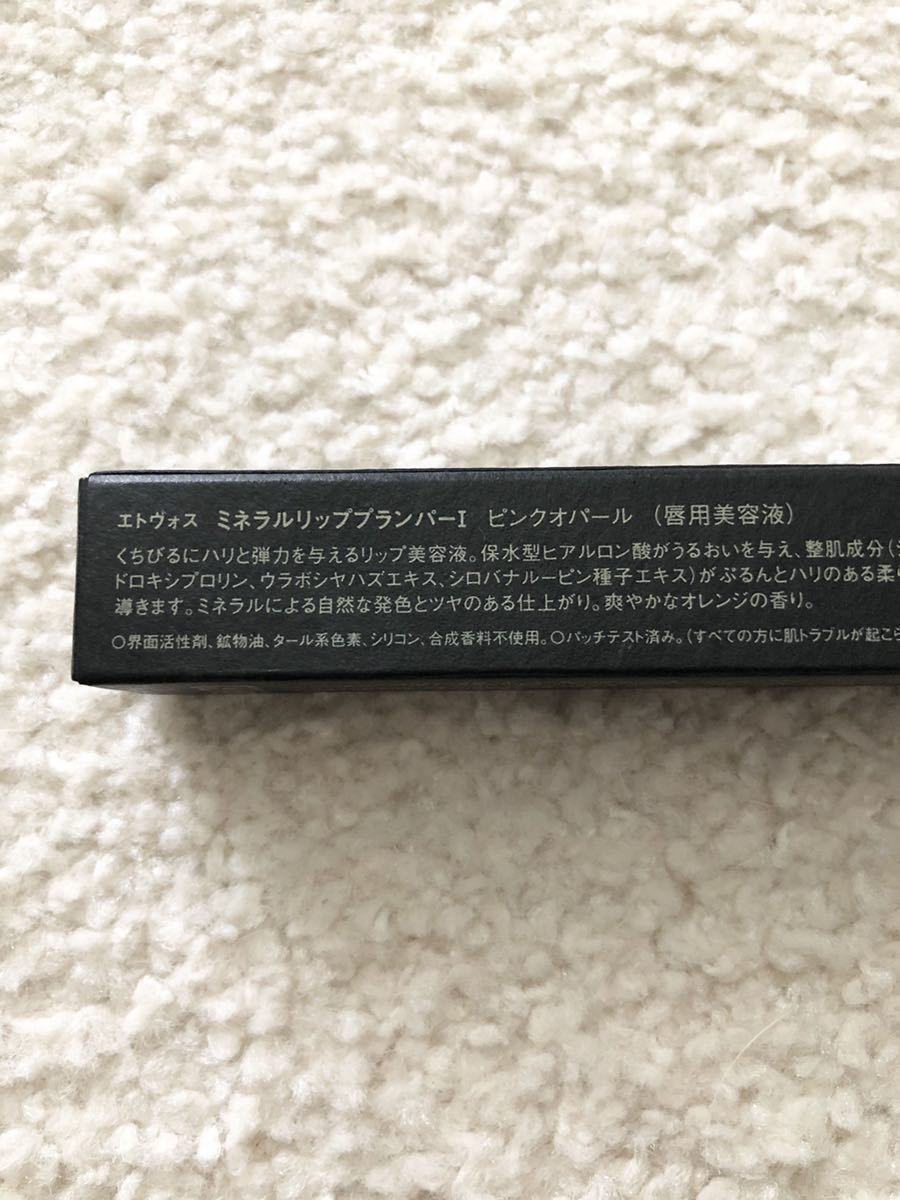 エトヴォス ミネラルリッププランパーI ピンクオパール (唇用美容液)
くちびるにハリと弾力を与えるリップ美容液。保水型ヒアルロン酸がうるおいを与え、整肌成分(ジ
ドロキシプロリン、ウラボシヤハズエキス、シロバナルーピン種子エキス)がぷるんとハリのある柔ら
導きます。ミネラルによる自然な発色とツヤのある仕上がり。爽やかなオレンジの香り。
○界面活性剤、鉱物油、タール系色素、シリコン、合成香料不使用。○パッチテスト済み。(すべての方に肌トラブルが起こら